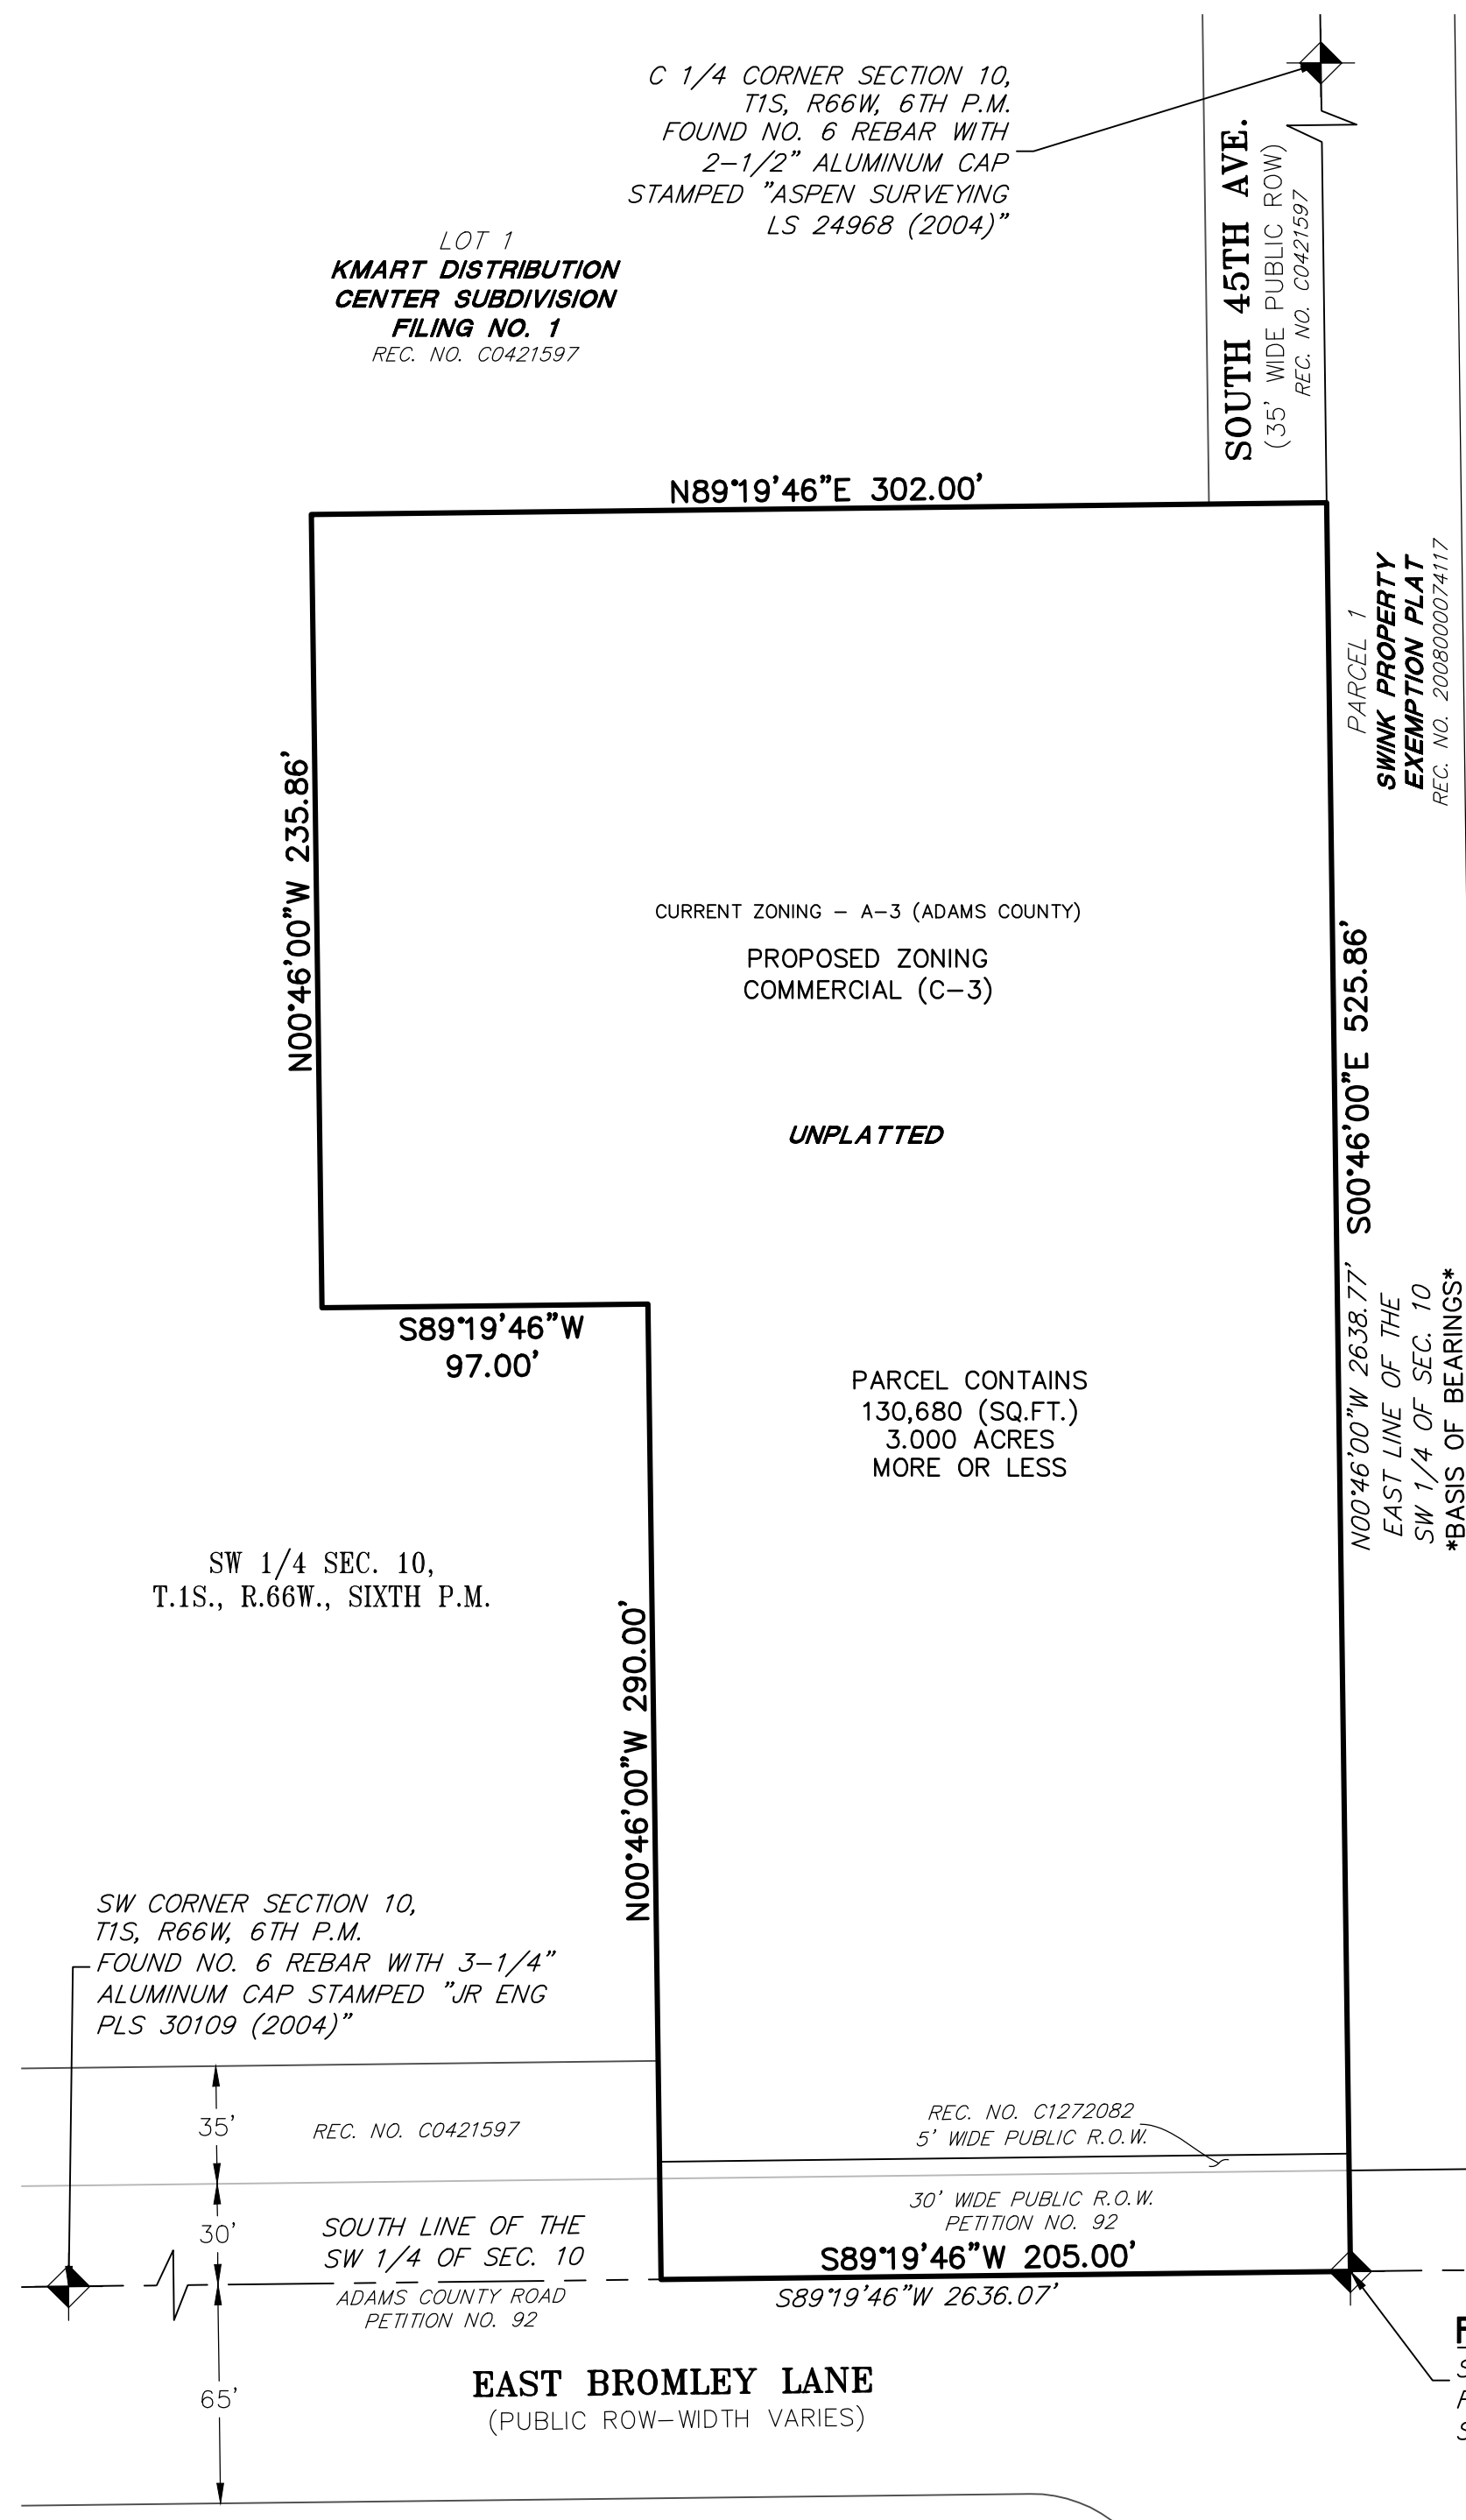 C 1/4 CORNER SECTION 10,
T1S, R66W, 6TH P.M.
FOUND NO. 6 REBAR WITH
2-1/2" ALUMINUM CAP
STAMPED "ASPEN SURVEYING
LS 24968 (2004)"
SOUTH 45TH AVE.
(35' WIDE PUBLIC ROW)
REC. NO. C0421597
LOT 1
KMART DISTRIBUTION
CENTER SUBDIVISION
FILING NO. 1
REC. NO. C0421597
N89°19'46"E 302.00'
PARCEL 1
SWINK PROPERTY
EXEMPTION PLAT
REC. NO. 2008000074117
N00°46'00"W 235.86'
CURRENT ZONING - A-3 (ADAMS COUNTY)
PROPOSED ZONING
COMMERCIAL (C-3)
S00°46'00"E 525.86'
UNPLATTED
N00°46'00"W 2638.77'
EAST LINE OF THE
SW 1/4 OF SEC. 10
*BASIS OF BEARINGS*
S89°19'46"W
97.00'
PARCEL CONTAINS
130,680 (SQ.FT.)
3.000 ACRES
MORE OR LESS
SW 1/4 SEC. 10,
T.1S., R.66W., SIXTH P.M.
N00°46'00"W 290.00'
SW CORNER SECTION 10,
T1S, R66W, 6TH P.M.
FOUND NO. 6 REBAR WITH 3-1/4"
ALUMINUM CAP STAMPED "JR ENG
PLS 30109 (2004)"
35'
REC. NO. C0421597
REC. NO. C1272082
5' WIDE PUBLIC R.O.W.
30'
SOUTH LINE OF THE
SW 1/4 OF SEC. 10
30' WIDE PUBLIC R.O.W.
PETITION NO. 92
S89°19'46"W 205.00'
S89°19'46"W 2636.07'
ADAMS COUNTY ROAD
PETITION NO. 92
65'
EAST BROMLEY LANE
(PUBLIC ROW-WIDTH VARIES)